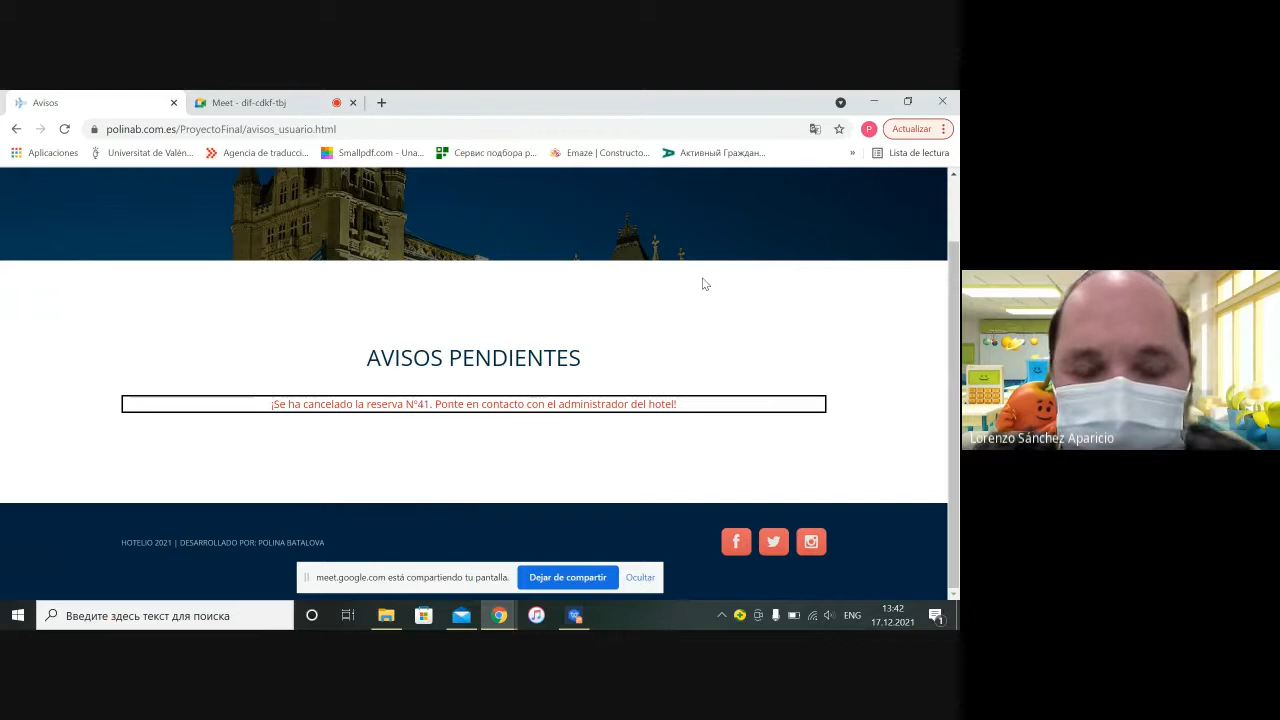 Avisos
Meet - dif-cdkf-tbj
polinab.com.es/ProyectoFinal/avisos_usuario.html
P
Actualizar
Aplicaciones
Universitat de Valén...
Agencia de traducci...
Smallpdf.com - Una...
Сервис подбора р...
Emaze | Constructo...
Активный Граждан...
»
Lista de lectura
AVISOS PENDIENTES
¡Se ha cancelado la reserva Nº41. Ponte en contacto con el administrador del hotel!
Lorenzo Sánchez Aparicio
HOTELIO 2021 | DESARROLLADO POR: POLINA BATALOVA
meet.google.com está compartiendo tu pantalla.
Dejar de compartir
Ocultar
Введите здесь текст для поиска
ENG
13:42
17.12.2021
1